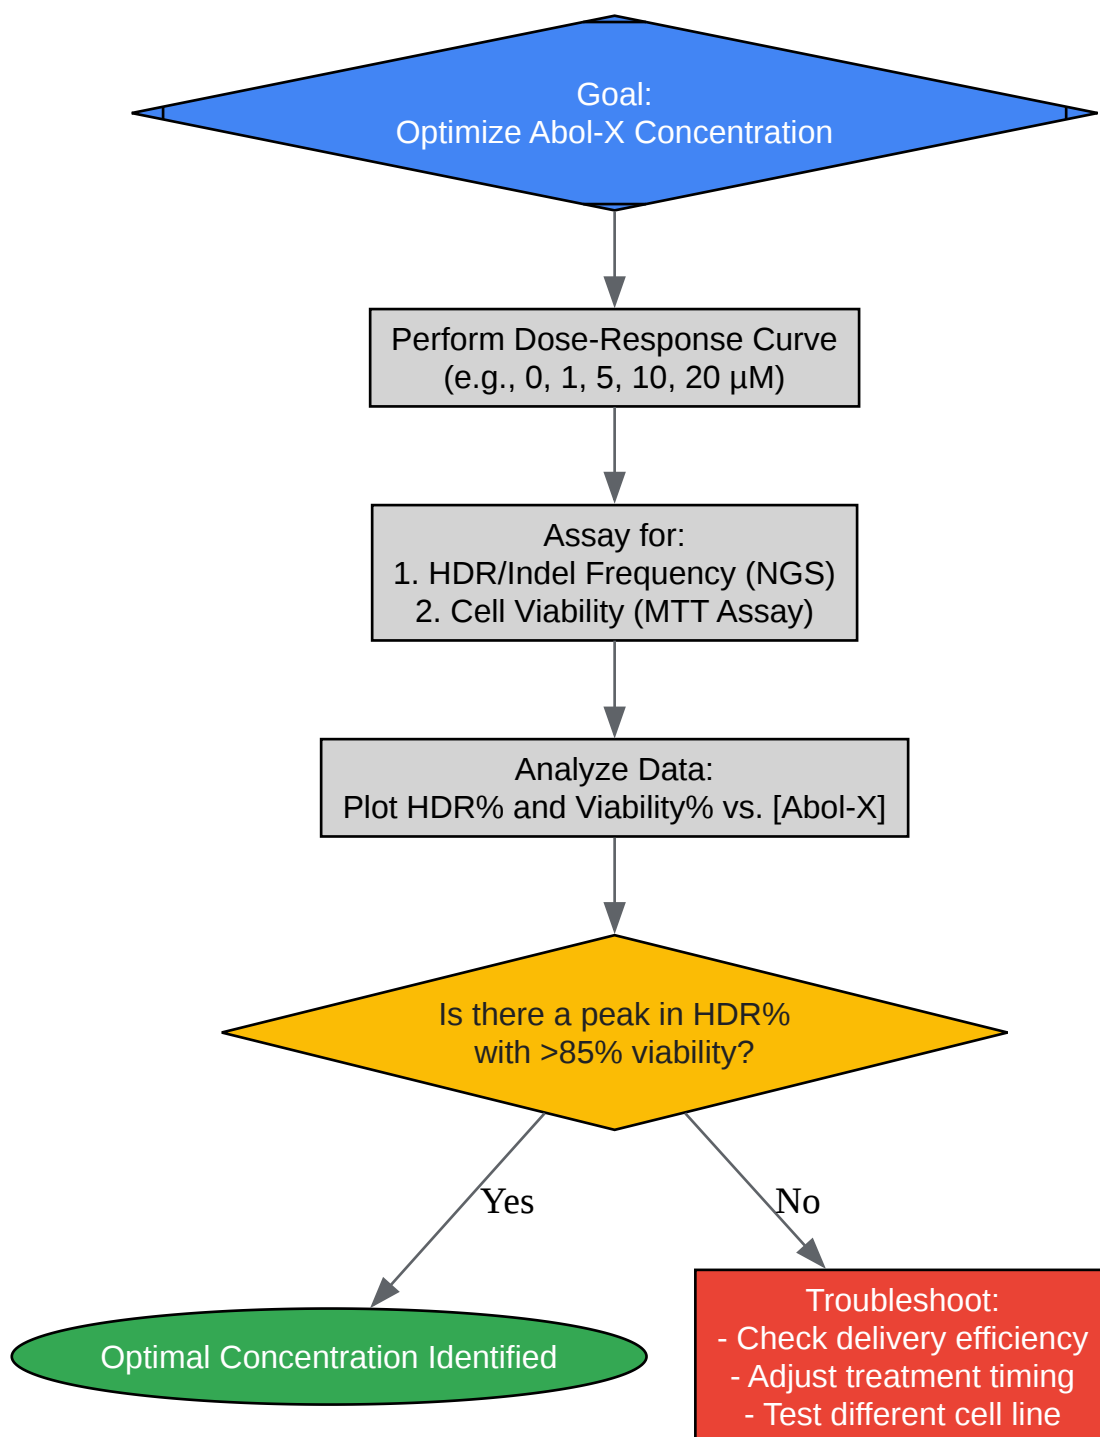 Goal:
Optimize Abol-X Concentration
Perform Dose-Response Curve
(e.g., 0, 1, 5, 10, 20 µM)
Assay for:
1. HDR/Indel Frequency (NGS)
2. Cell Viability (MTT Assay)
Analyze Data:
Plot HDR% and Viability% vs. [Abol-X]
Is there a peak in HDR%
with >85% viability?
Yes
No
Optimal Concentration Identified
Troubleshoot:
- Check delivery efficiency
- Adjust treatment timing
- Test different cell line